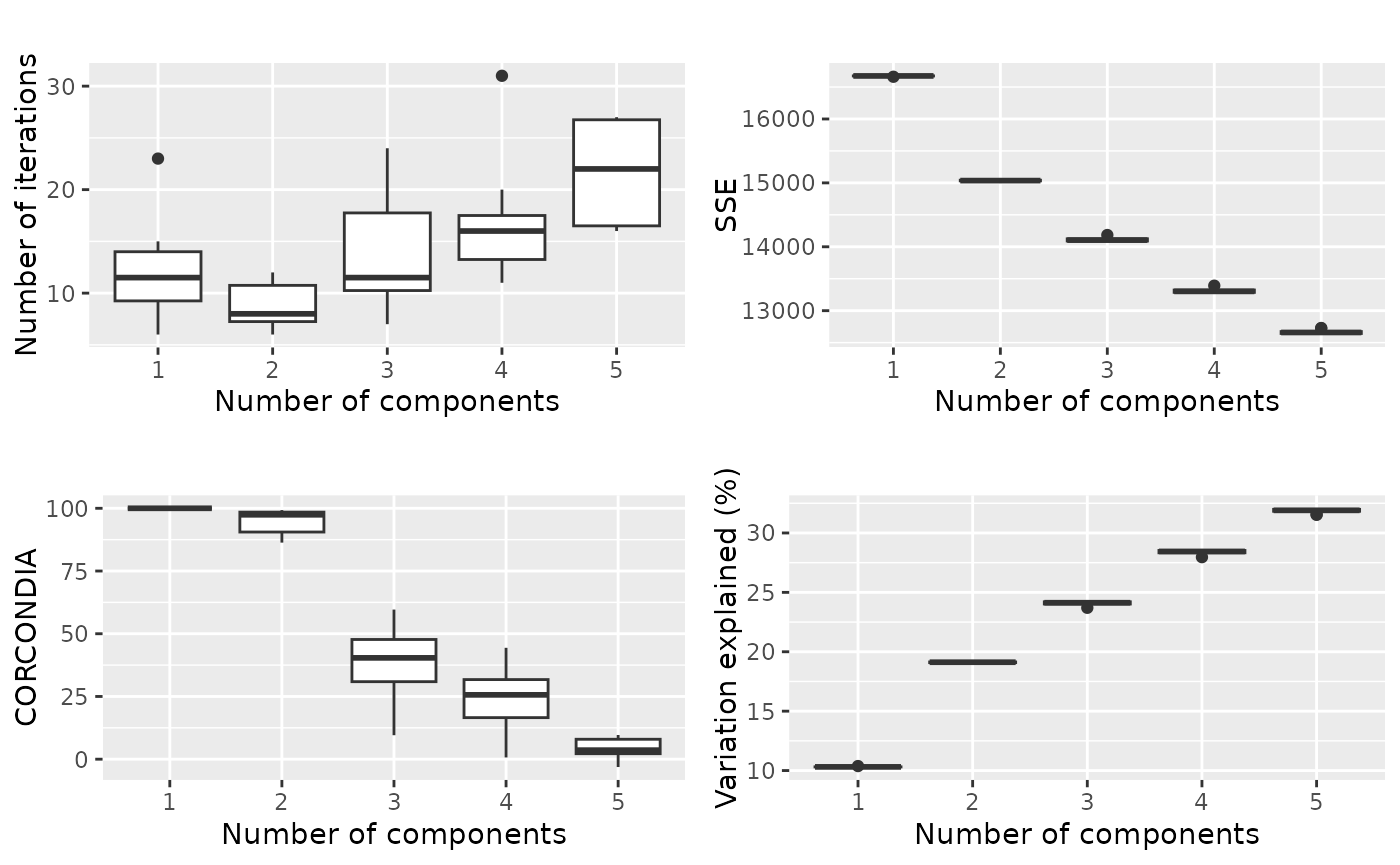 Number of iterations
30
20
10
1 2 3 4 5
Number of components
SSE
16000
15000
14000
13000
1 2 3 4 5
Number of components
CORCONDIA
100
75
50
25
0
1 2 3 4 5
Number of components
Variation explained (%)
30
25
20
15
10
1 2 3 4 5
Number of components